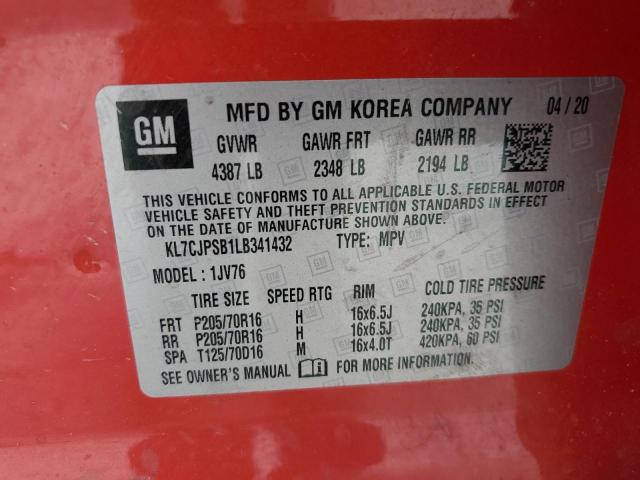 GM MFD BY GM KOREA COMPANY 04/20
GVWR GAWR FRT GAWR RR
4387 LB 2348 LB 2194 LB
THIS VEHICLE CONFORMS TO ALL APPLICABLE U.S. FEDERAL MOTOR
VEHICLE SAFETY AND THEFT PREVENTION STANDARDS IN EFFECT
ON THE DATE OF MANUFACTURE SHOWN ABOVE.
KL7CJPSB1LB341432 TYPE: MPV
MODEL: 1JV76
TIRE SIZE SPEED RTG RIM COLD TIRE PRESSURE
FRT P205/70R16 H 16x6.5J 240KPA, 35 PSI
RR P205/70R16 H 16x6.5J 240KPA, 35 PSI
SPA T125/70D16 M 16x4.0T 420KPA, 60 PSI
SEE OWNER'S MANUAL FOR MORE INFORMATION.